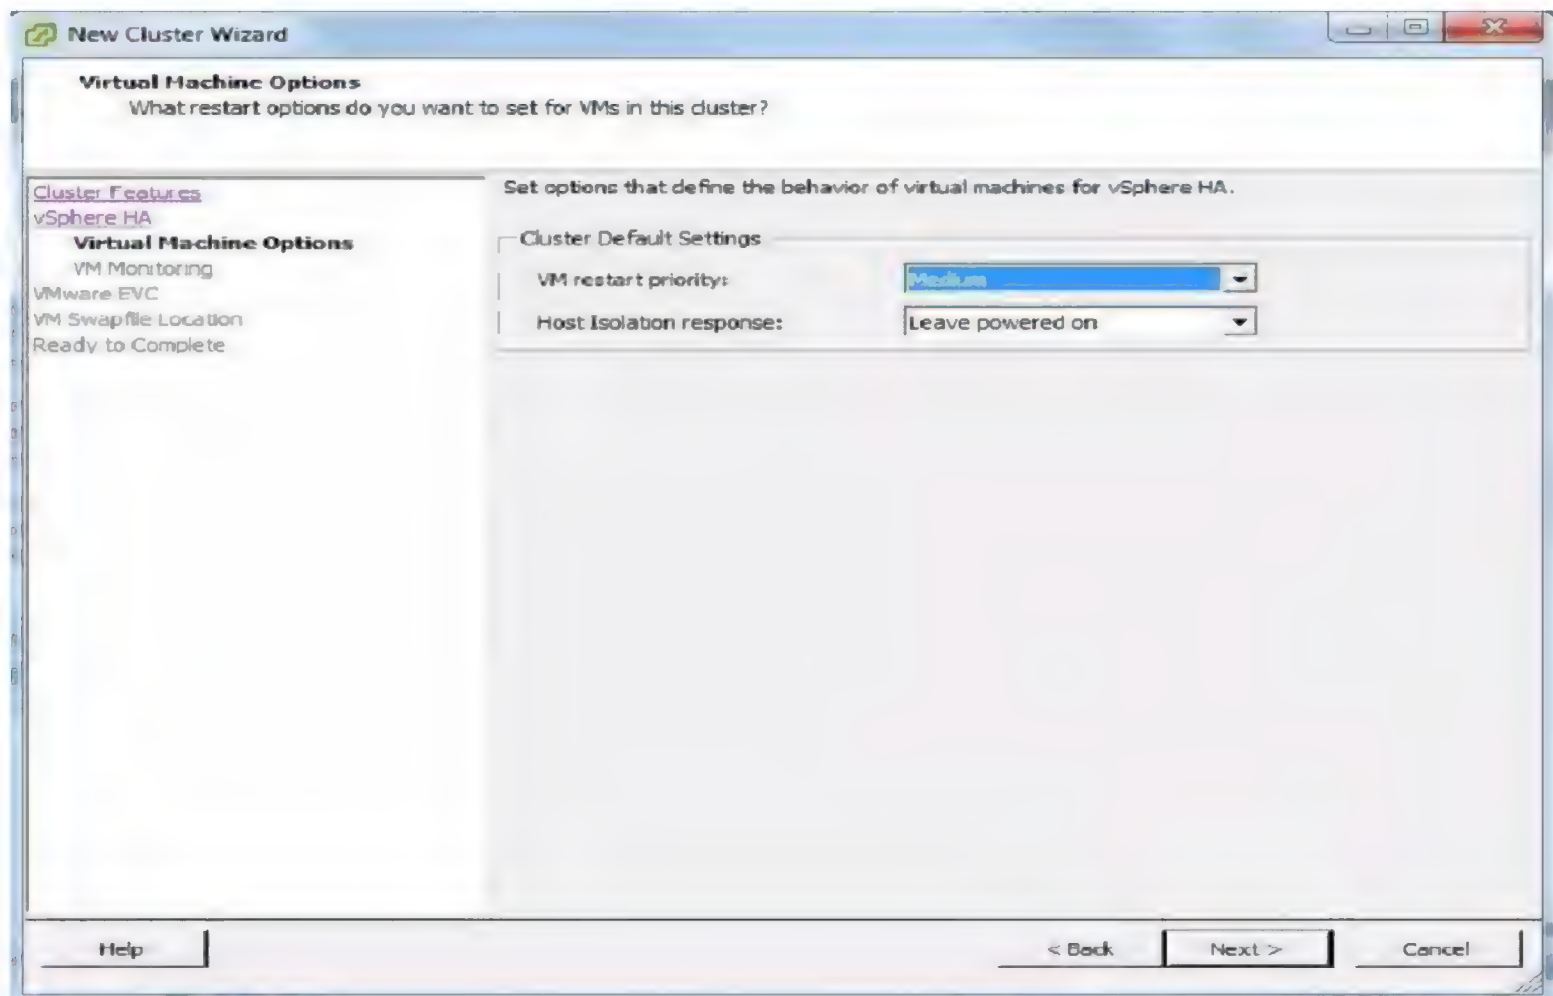 New Cluster Wizard
Virtual Machine Options
What restart options do you want to set for VMs in this cluster?
Cluster Features
vSphere HA
Virtual Machine Options
VM Monitoring
VMware EVC
VM Swapfile Location
Ready to Complete
Set options that define the behavior of virtual machines for vSphere HA.
Cluster Default Settings
VM restart priority: Medium
Host Isolation response: Leave powered on
Help < Back Next > Cancel